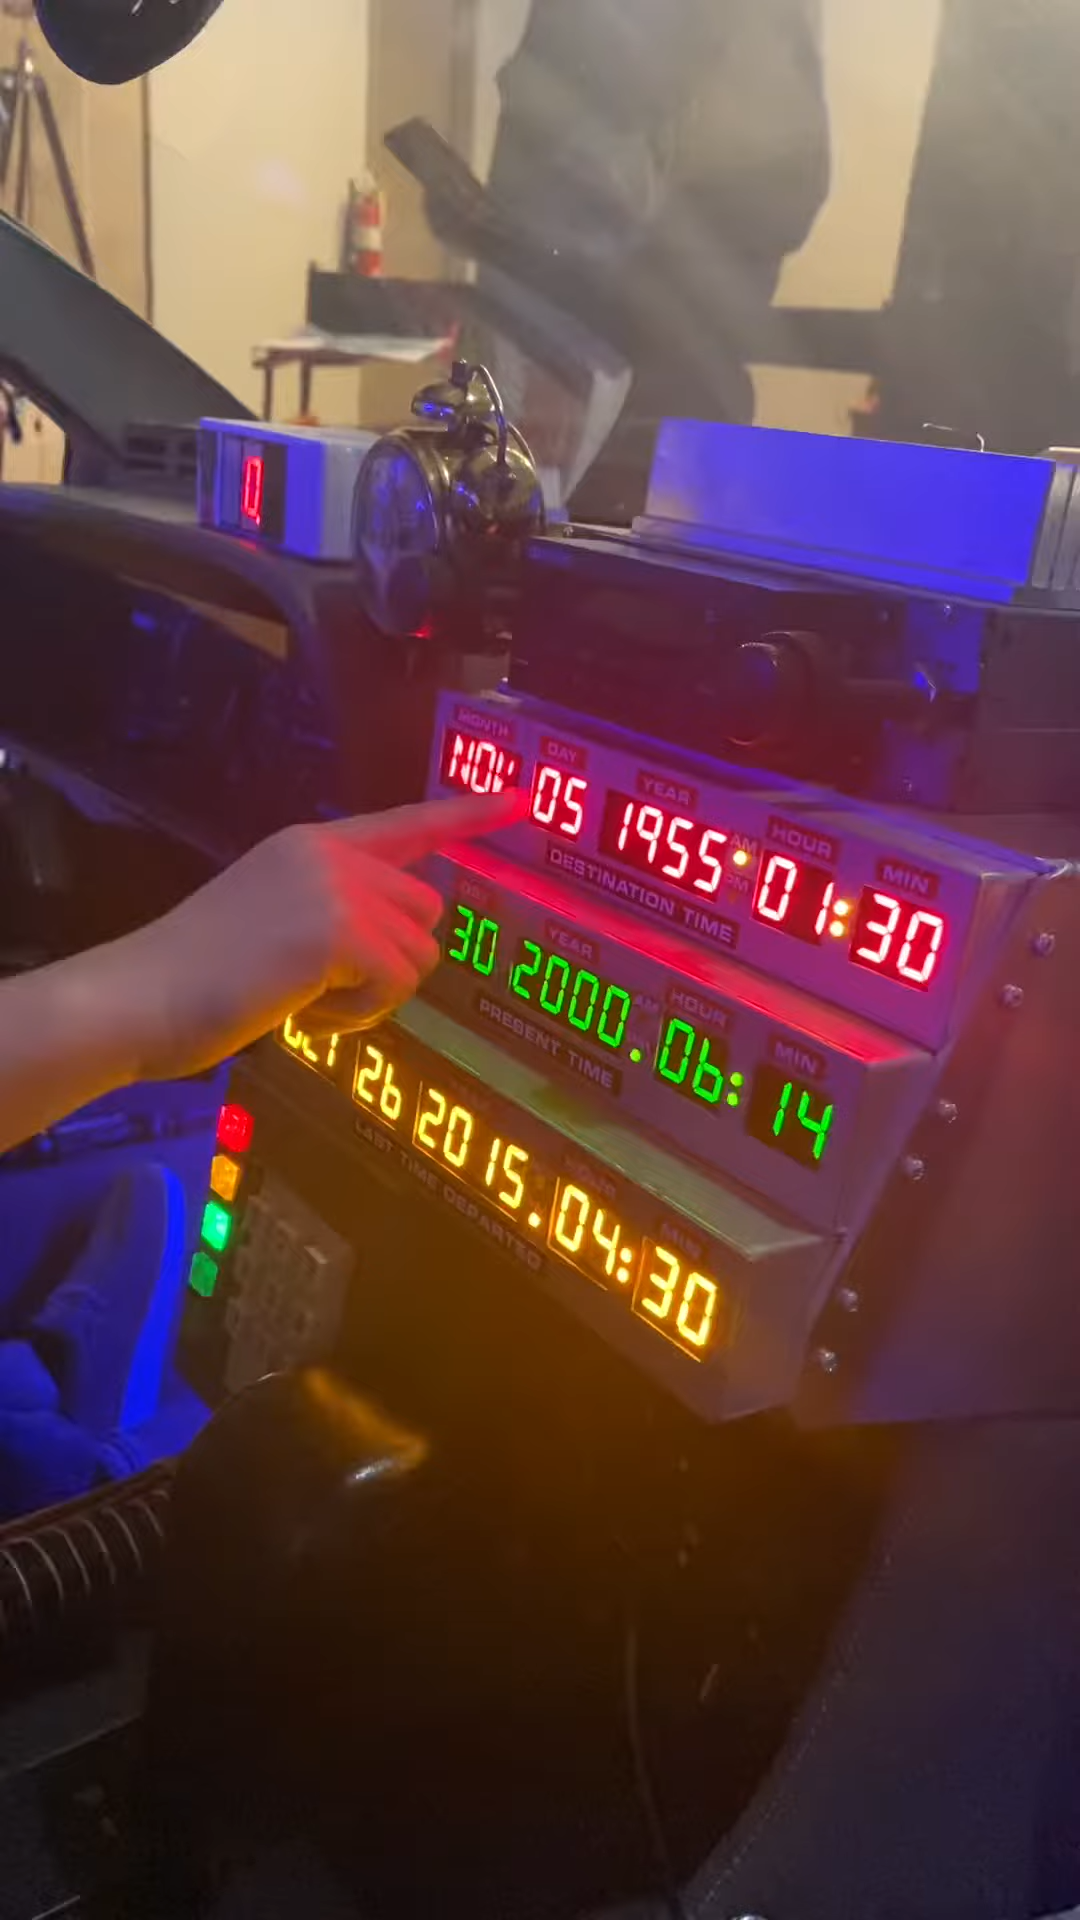 0.
MONTH DAY YEAR AM HOUR MIN
NOV 05 1955 PM 01:30
DESTINATION TIME
DAY YEAR AM HOUR MIN
30 2000. 06:14
PRESENT TIME
HOUR MIN
OCT 26 2015. 04:30
LAST TIME DEPARTED